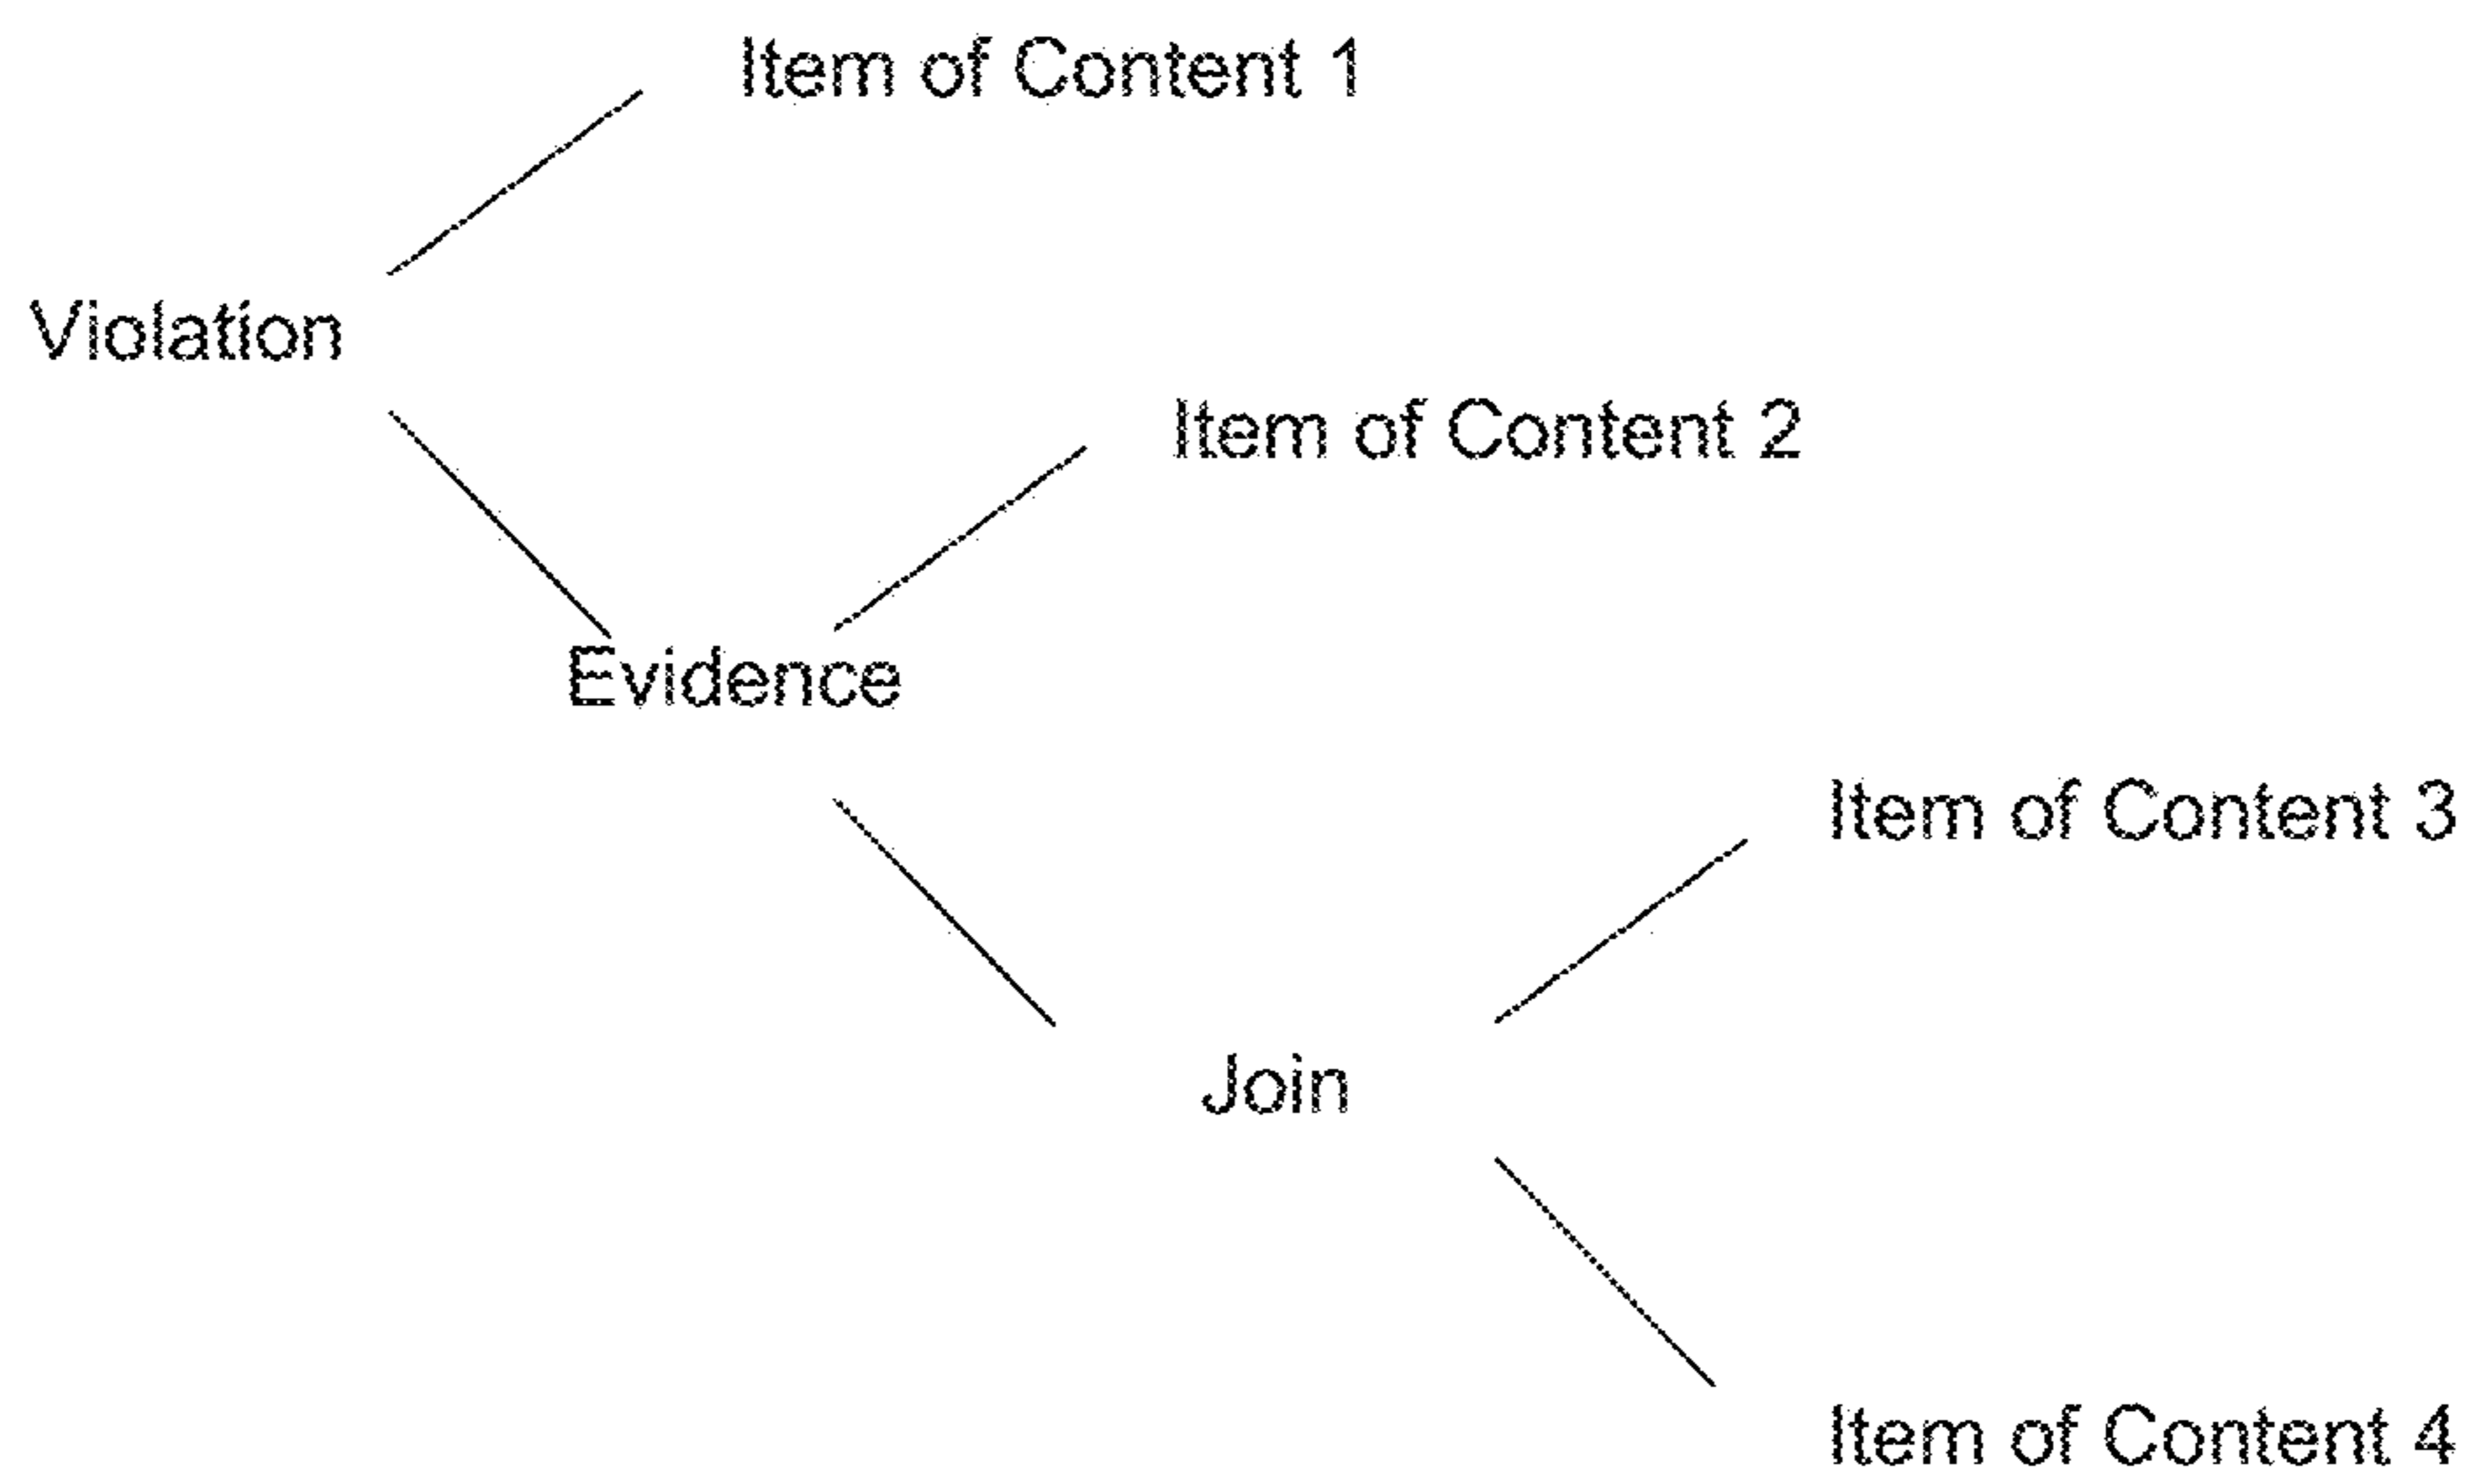 Item of Content 1
Violation
Item of Content 2
Evidence
Item of Content 3
Join
Item of Content 4